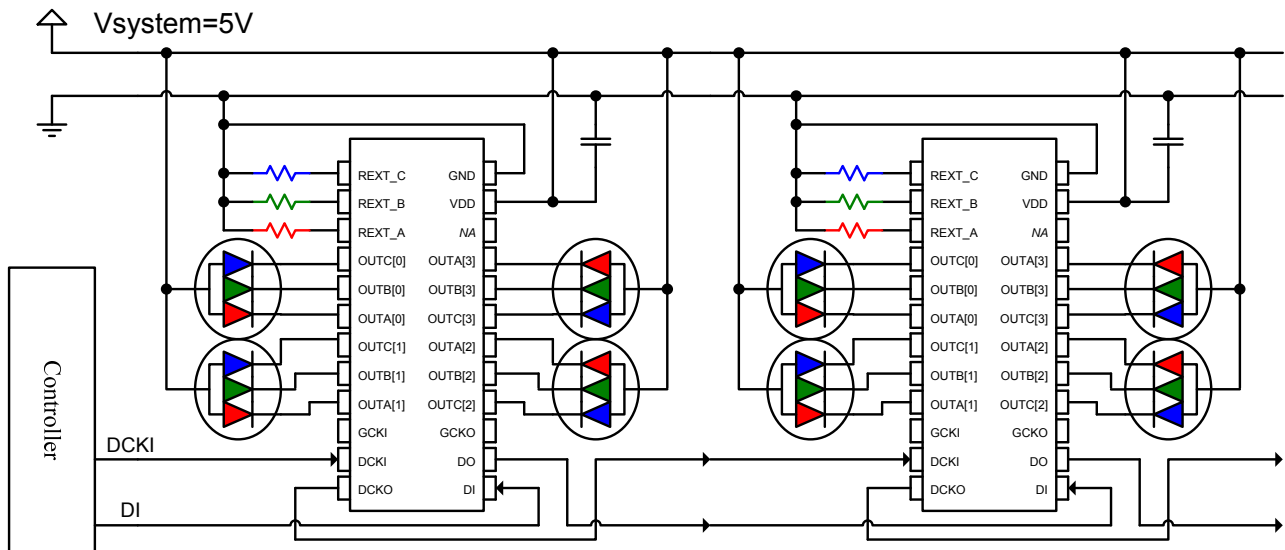 Vsystem=5V
REXT_C GND
REXT_B VDD
REXT_A NA
OUTC[0] OUTA[3]
OUTB[0] OUTB[3]
OUTA[0] OUTC[3]
OUTC[1] OUTA[2]
OUTB[1] OUTB[2]
OUTA[1] OUTC[2]
GCKI GCKO
DCKI DO
DCKO DI
REXT_C GND
REXT_B VDD
REXT_A NA
OUTC[0] OUTA[3]
OUTB[0] OUTB[3]
OUTA[0] OUTC[3]
OUTC[1] OUTA[2]
OUTB[1] OUTB[2]
OUTA[1] OUTC[2]
GCKI GCKO
DCKI DO
DCKO DI
Controller
DCKI
DI